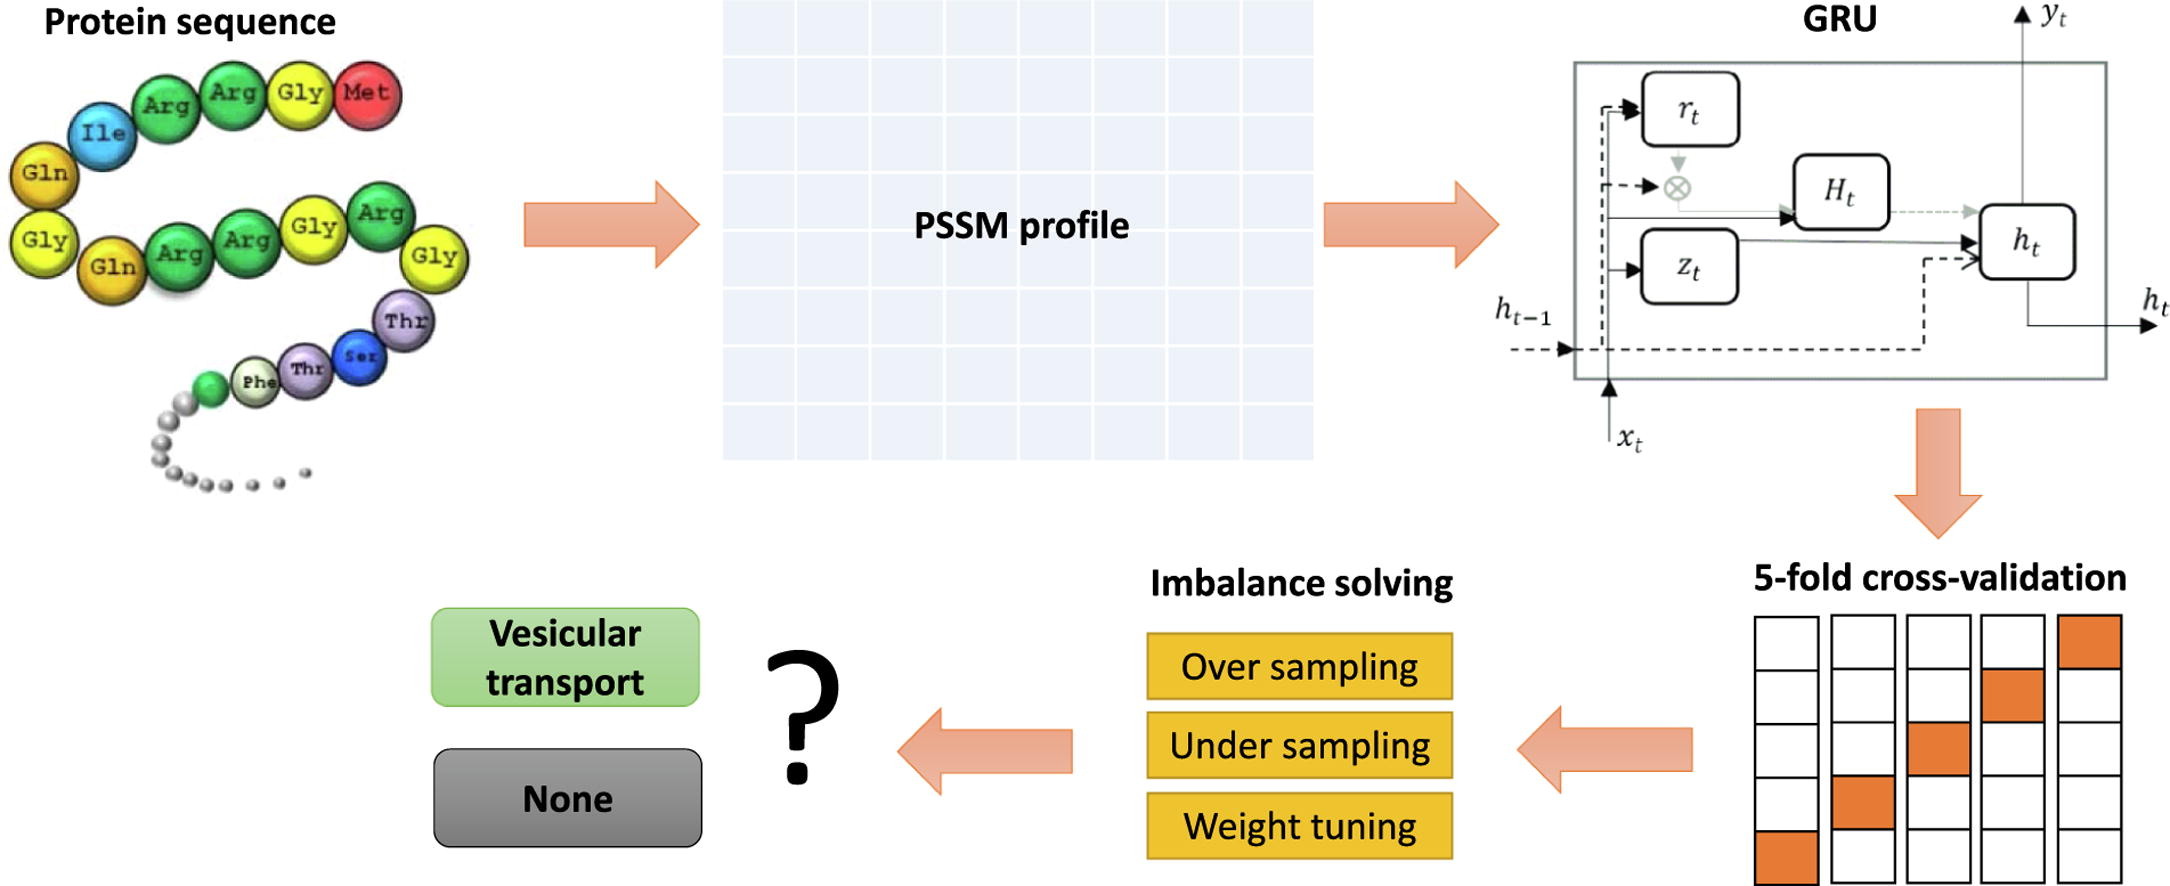 Protein sequence
Met
Gly
Arg
Arg
Ile
Gln
Gly
Gln
Arg
Arg
Gly
Arg
Gly
Thr
Ser
Thr
Phe
PSSM profile
GRU
y_t
r_t
H_t
h_t
z_t
h_{t−1}
h_t
x_t
5-fold cross-validation
Imbalance solving
Over sampling
Under sampling
Weight tuning
?
Vesicular
transport
None